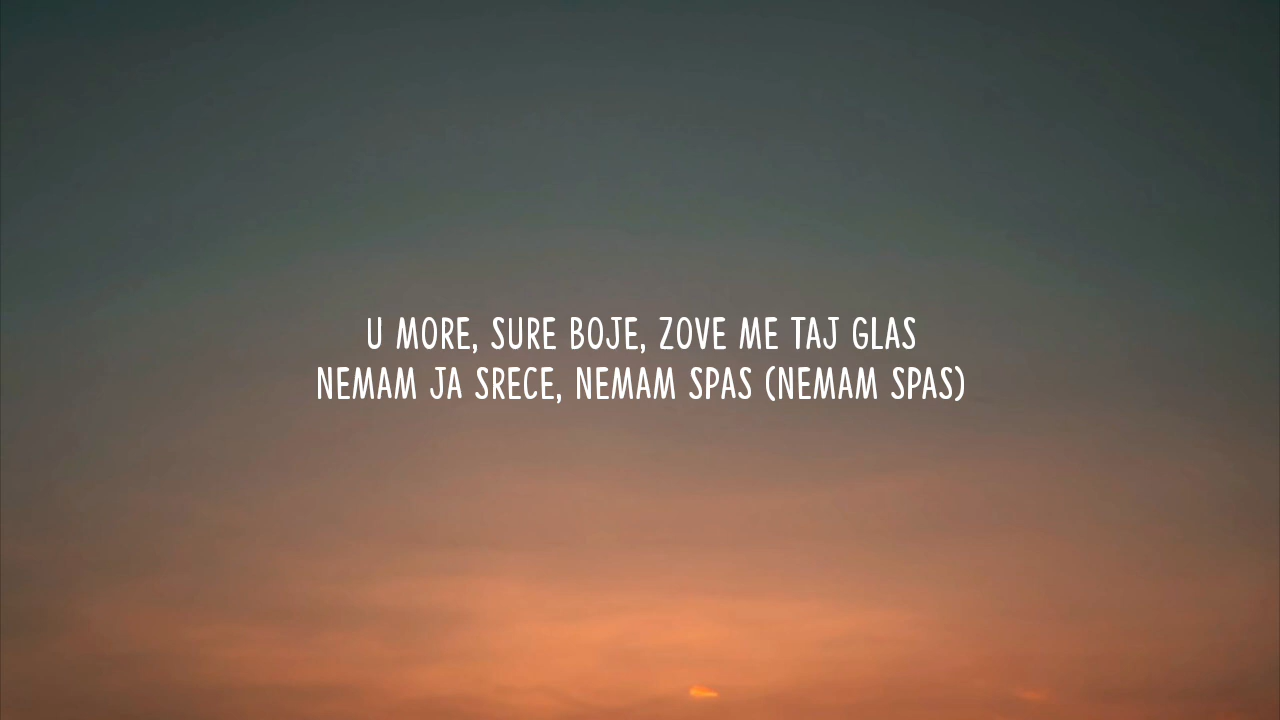 U MORE, SURE BOJE, ZOVE ME TAJ GLAS
NEMAM JA SRECE, NEMAM SPAS (NEMAM SPAS)